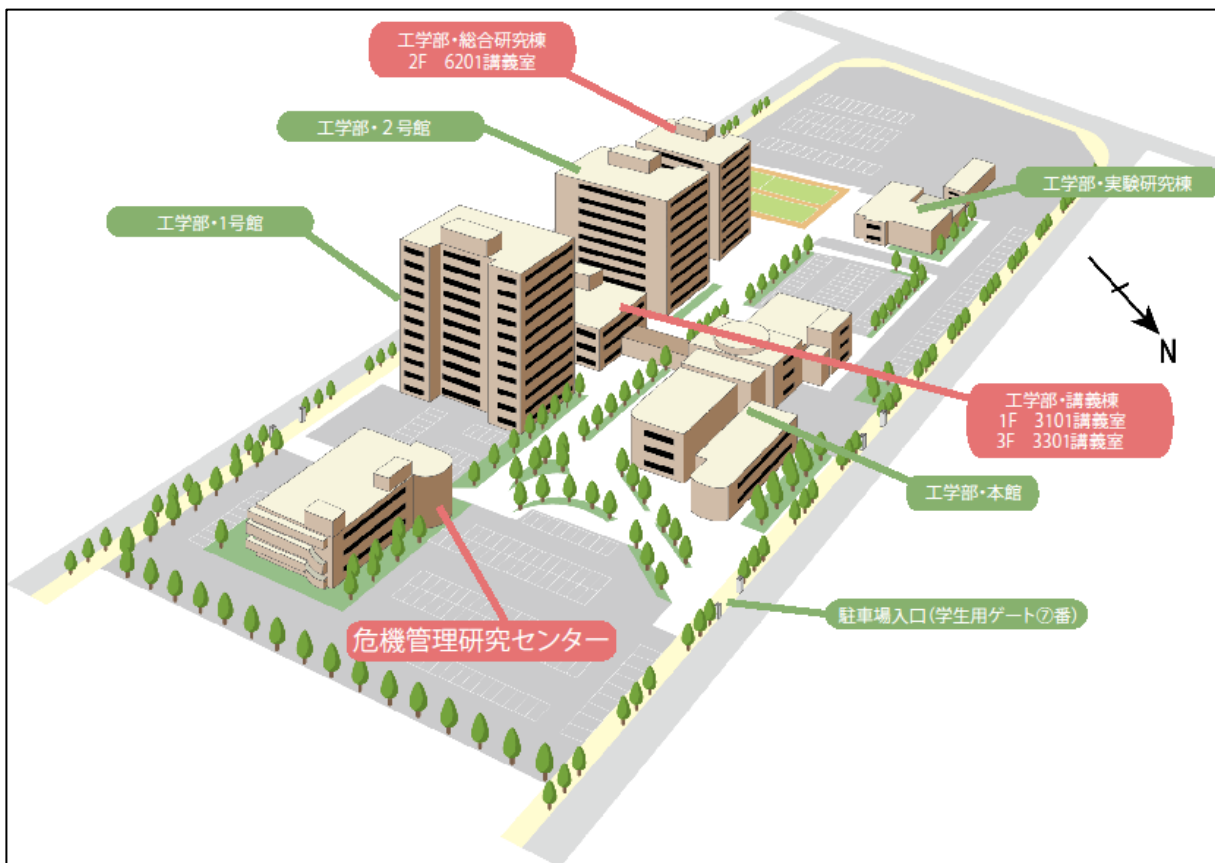 工学部・総合研究棟
2F 6201講義室
工学部・２号館
工学部・実験研究棟
工学部・1号館
N
工学部・講義棟
1F 3101講義室
3F 3301講義室
工学部・本館
駐車場入口(学生用ゲート⑦番)
危機管理研究センター